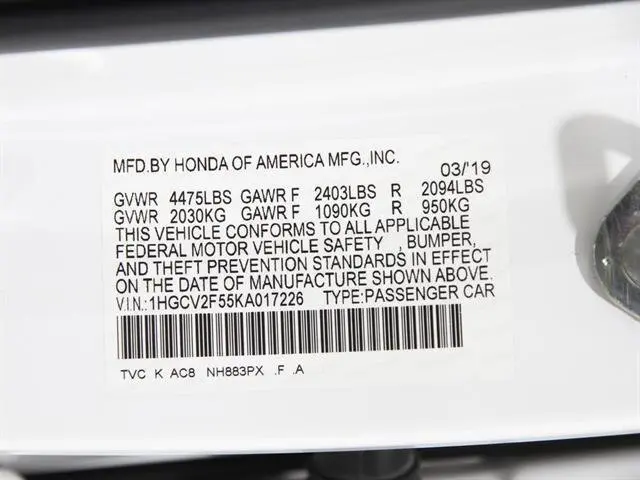 MFD.BY HONDA OF AMERICA MFG.,INC. 03/'19
GVWR 4475LBS GAWR F 2403LBS R 2094LBS
GVWR 2030KG GAWR F 1090KG R 950KG
THIS VEHICLE CONFORMS TO ALL APPLICABLE
FEDERAL MOTOR VEHICLE SAFETY , BUMPER,
AND THEFT PREVENTION STANDARDS IN EFFECT
ON THE DATE OF MANUFACTURE SHOWN ABOVE.
V.I.N.:1HGCV2F55KA017226 TYPE:PASSENGER CAR
TVC K AC8 NH883PX .F .A